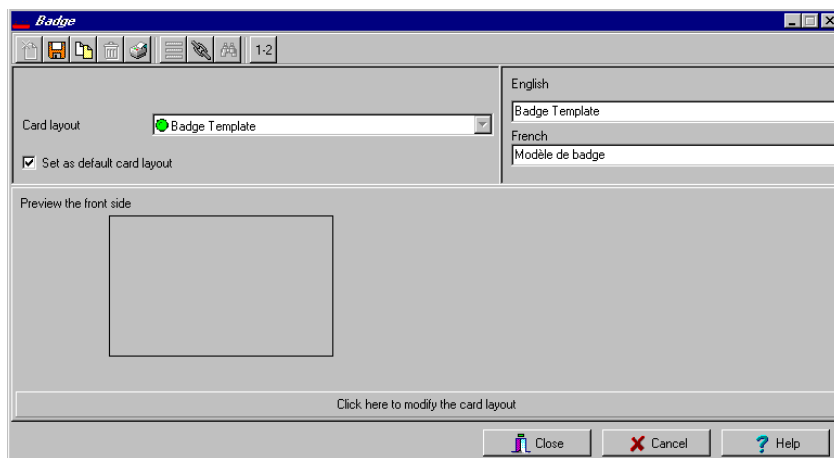 Badge
1-2
English
Card layout
Badge Template
Badge Template
French
Set as default card layout
Modèle de badge
Preview the front side
Click here to modify the card layout
Close
Cancel
? Help